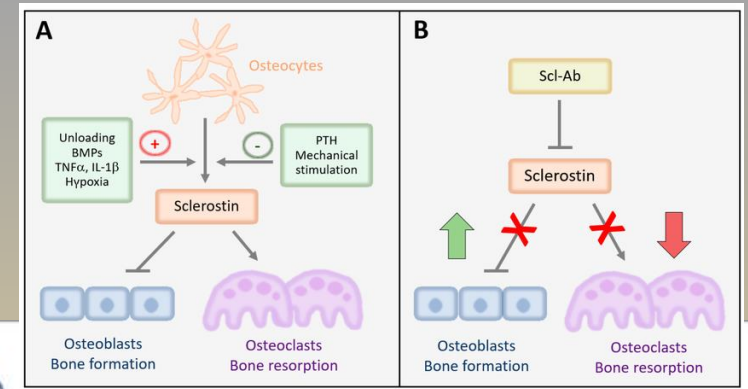 A
Osteocytes
Unloading
BMPs
TNFα, IL-1β
Hypoxia
+
-
PTH
Mechanical
stimulation
Sclerostin
Osteoblasts
Bone formation
Osteoclasts
Bone resorption
B
Scl-Ab
Sclerostin
Osteoblasts
Bone formation
Osteoclasts
Bone resorption